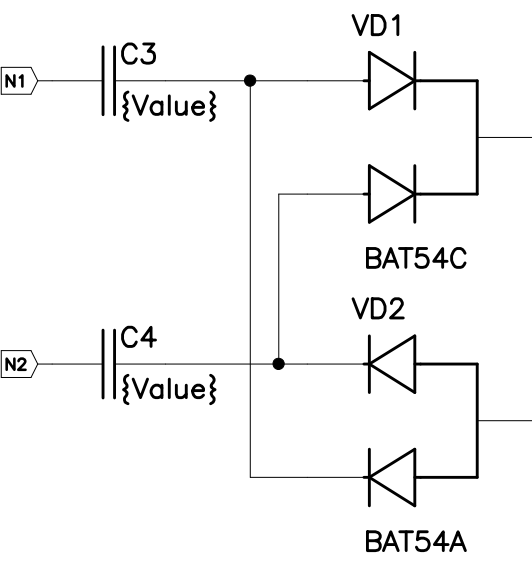 VD1
C3
N1
{Value}
BAT54C
VD2
C4
N2
{Value}
BAT54A